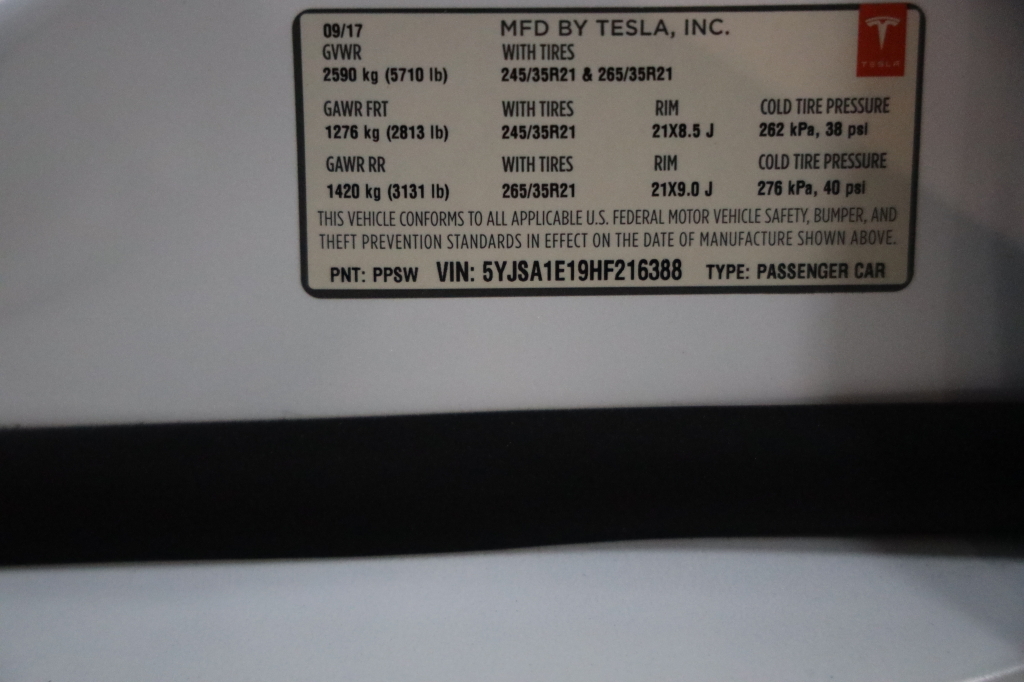 09/17 MFD BY TESLA, INC.
GVWR WITH TIRES
2590 kg (5710 lb) 245/35R21 & 265/35R21
TESLA
GAWR FRT WITH TIRES RIM COLD TIRE PRESSURE
1276 kg (2813 lb) 245/35R21 21X8.5 J 262 kPa, 38 psi
GAWR RR WITH TIRES RIM COLD TIRE PRESSURE
1420 kg (3131 lb) 265/35R21 21X9.0 J 276 kPa, 40 psi
THIS VEHICLE CONFORMS TO ALL APPLICABLE U.S. FEDERAL MOTOR VEHICLE SAFETY, BUMPER, AND
THEFT PREVENTION STANDARDS IN EFFECT ON THE DATE OF MANUFACTURE SHOWN ABOVE.
PNT: PPSW VIN: 5YJSA1E19HF216388 TYPE: PASSENGER CAR